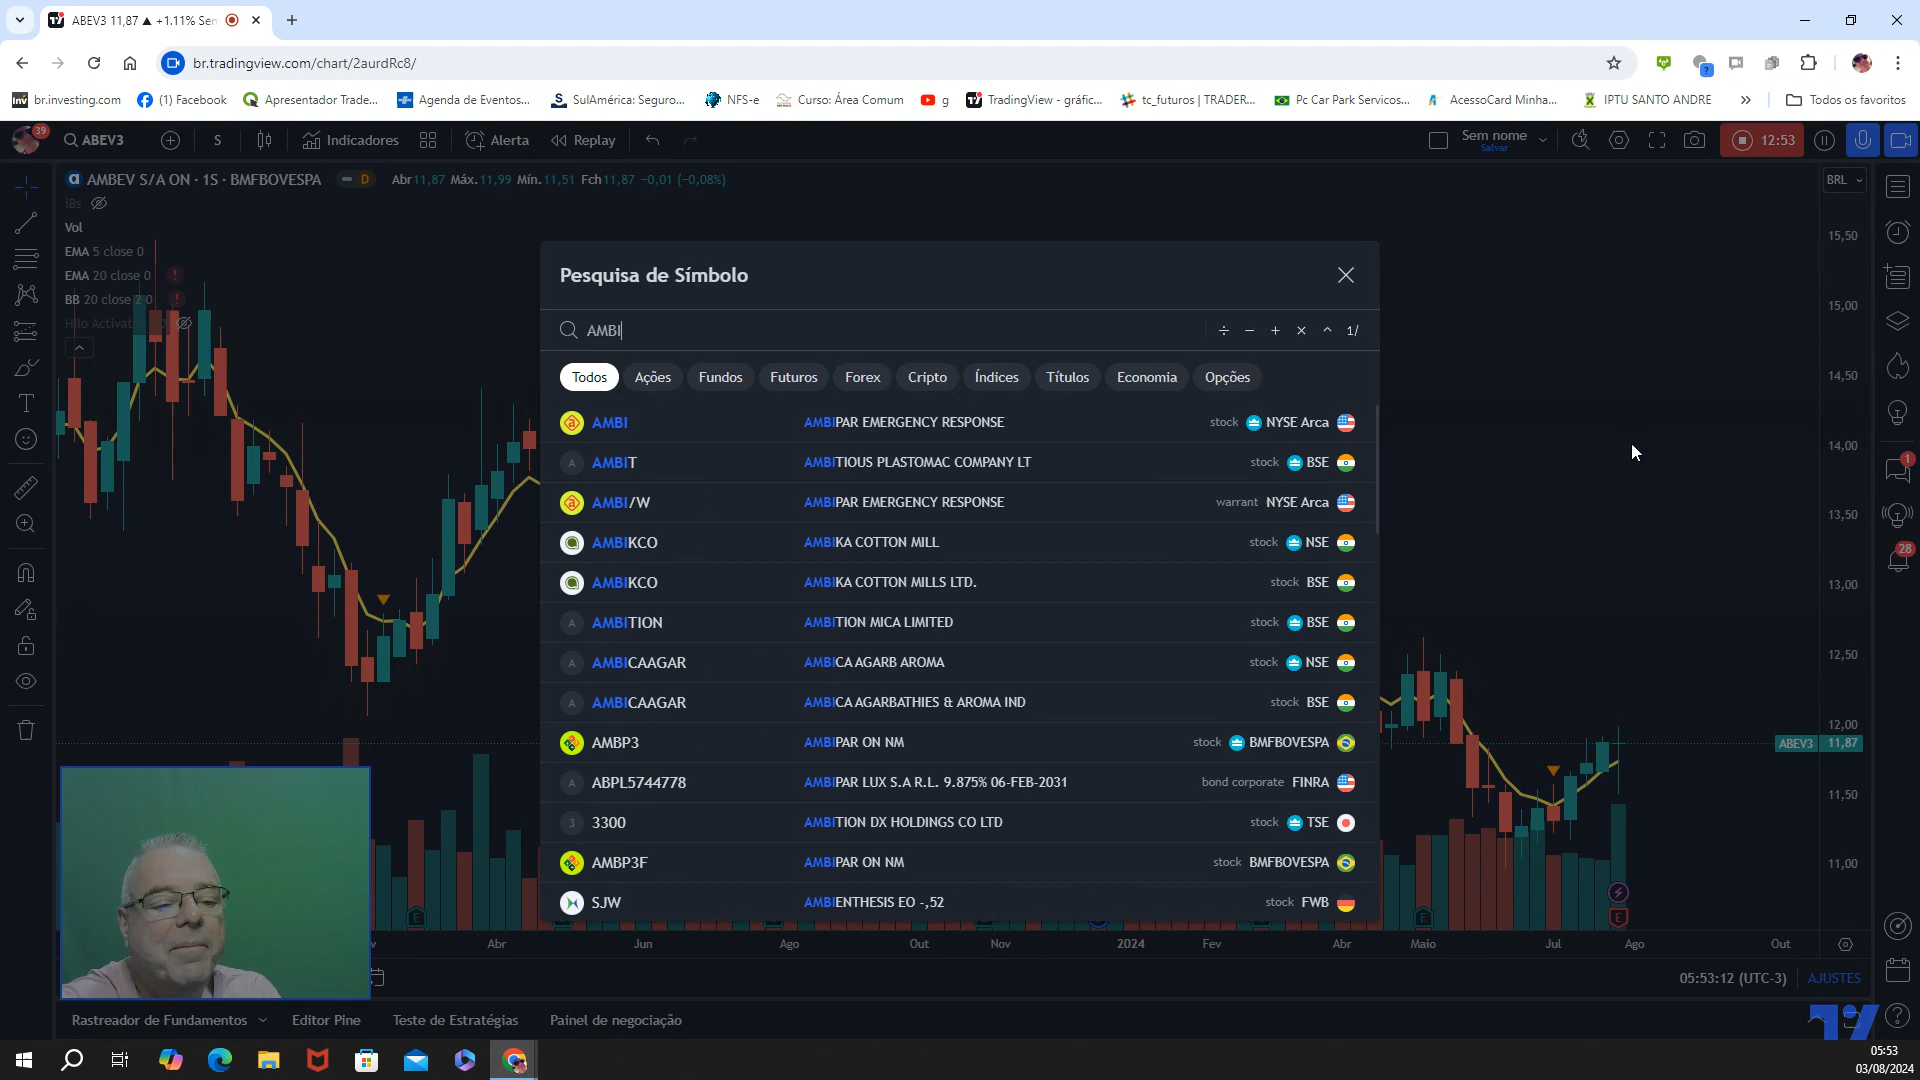 ABEV3 11,87 ▲ +1.11% Sem
br.tradingview.com/chart/2aurdRc8/
br.investing.com
(1) Facebook
Apresentador Trade...
Agenda de Eventos...
SulAmérica: Seguro...
NFS-e
Curso: Área Comum
g
TradingView - gráfic...
tc_futuros | TRADER...
Pc Car Park Servicos...
AcessoCard Minha...
IPTU SANTO ANDRE
»
Todos os favoritos
39
ABEV3
S
Indicadores
Alerta
Replay
Sem nome
Salvar
12:53
AMBEV S/A ON · 1S · BMFBOVESPA
D
Abr11,87 Máx.11,99 Mín.11,51 Fch11,87 −0,01 (−0,08%)
BRL
Vol
EMA 5 close 0
EMA 20 close 0
BB 20 close 2 0
Pesquisa de Símbolo
AMBI
÷ − + × ^ 1/
Todos
Ações
Fundos
Futuros
Forex
Cripto
Índices
Títulos
Economia
Opções
AMBI AMBIPAR EMERGENCY RESPONSE stock NYSE Arca
A AMBIT AMBITIOUS PLASTOMAC COMPANY LT stock BSE
AMBI/W AMBIPAR EMERGENCY RESPONSE warrant NYSE Arca
AMBIKCO AMBIKA COTTON MILL stock NSE
AMBIKCO AMBIKA COTTON MILLS LTD. stock BSE
A AMBITION AMBITION MICA LIMITED stock BSE
A AMBICAAGAR AMBICA AGARB AROMA stock NSE
A AMBICAAGAR AMBICA AGARBATHIES & AROMA IND stock BSE
AMBP3 AMBIPAR ON NM stock BMFBOVESPA
A ABPL5744778 AMBIPAR LUX S.A R.L. 9.875% 06-FEB-2031 bond corporate FINRA
3 3300 AMBITION DX HOLDINGS CO LTD stock TSE
AMBP3F AMBIPAR ON NM stock BMFBOVESPA
SJW AMBIENTHESIS EO -,52 stock FWB
15,50
15,00
14,50
14,00
13,50
13,00
12,50
12,00
ABEV3 11,87
11,50
11,00
1
28
Abr
Jun
Ago
Out
Nov
2024
Fev
Abr
Maio
Jul
Ago
Out
05:53:12 (UTC-3)
AJUSTES
Rastreador de Fundamentos
Editor Pine
Teste de Estratégias
Painel de negociação
05:53
03/08/2024